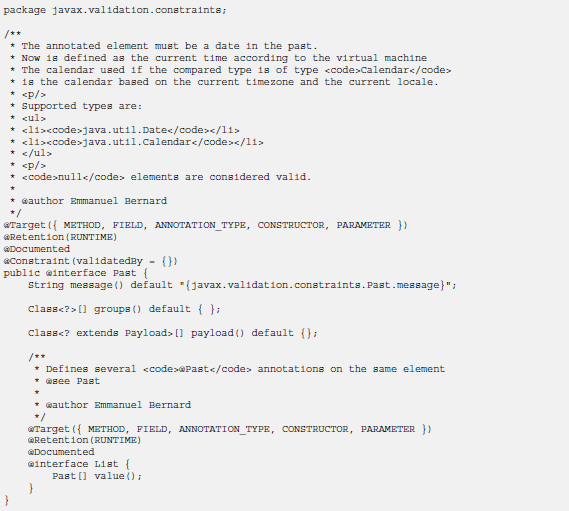 package javax.validation.constraints;
/**
 * The annotated element must be a date in the past.
 * Now is defined as the current time according to the virtual machine
 * The calendar used if the compared type is of type <code>Calendar</code>
 * is the calendar based on the current timezone and the current locale.
 * <p/>
 * Supported types are:
 * <ul>
 * <li><code>java.util.Date</code></li>
 * <li><code>java.util.Calendar</code></li>
 * </ul>
 * <p/>
 * <code>null</code> elements are considered valid.
 *
 * @author Emmanuel Bernard
 */
@Target({ METHOD, FIELD, ANNOTATION_TYPE, CONSTRUCTOR, PARAMETER })
@Retention(RUNTIME)
@Documented
@Constraint(validatedBy = {})
public @interface Past {
    String message() default "{javax.validation.constraints.Past.message}";
    Class<?>[] groups() default { };
    Class<? extends Payload>[] payload() default {};
    /**
     * Defines several <code>@Past</code> annotations on the same element
     * @see Past
     *
     * @author Emmanuel Bernard
     */
    @Target({ METHOD, FIELD, ANNOTATION_TYPE, CONSTRUCTOR, PARAMETER })
    @Retention(RUNTIME)
    @Documented
    @interface List {
        Past[] value();
    }
}